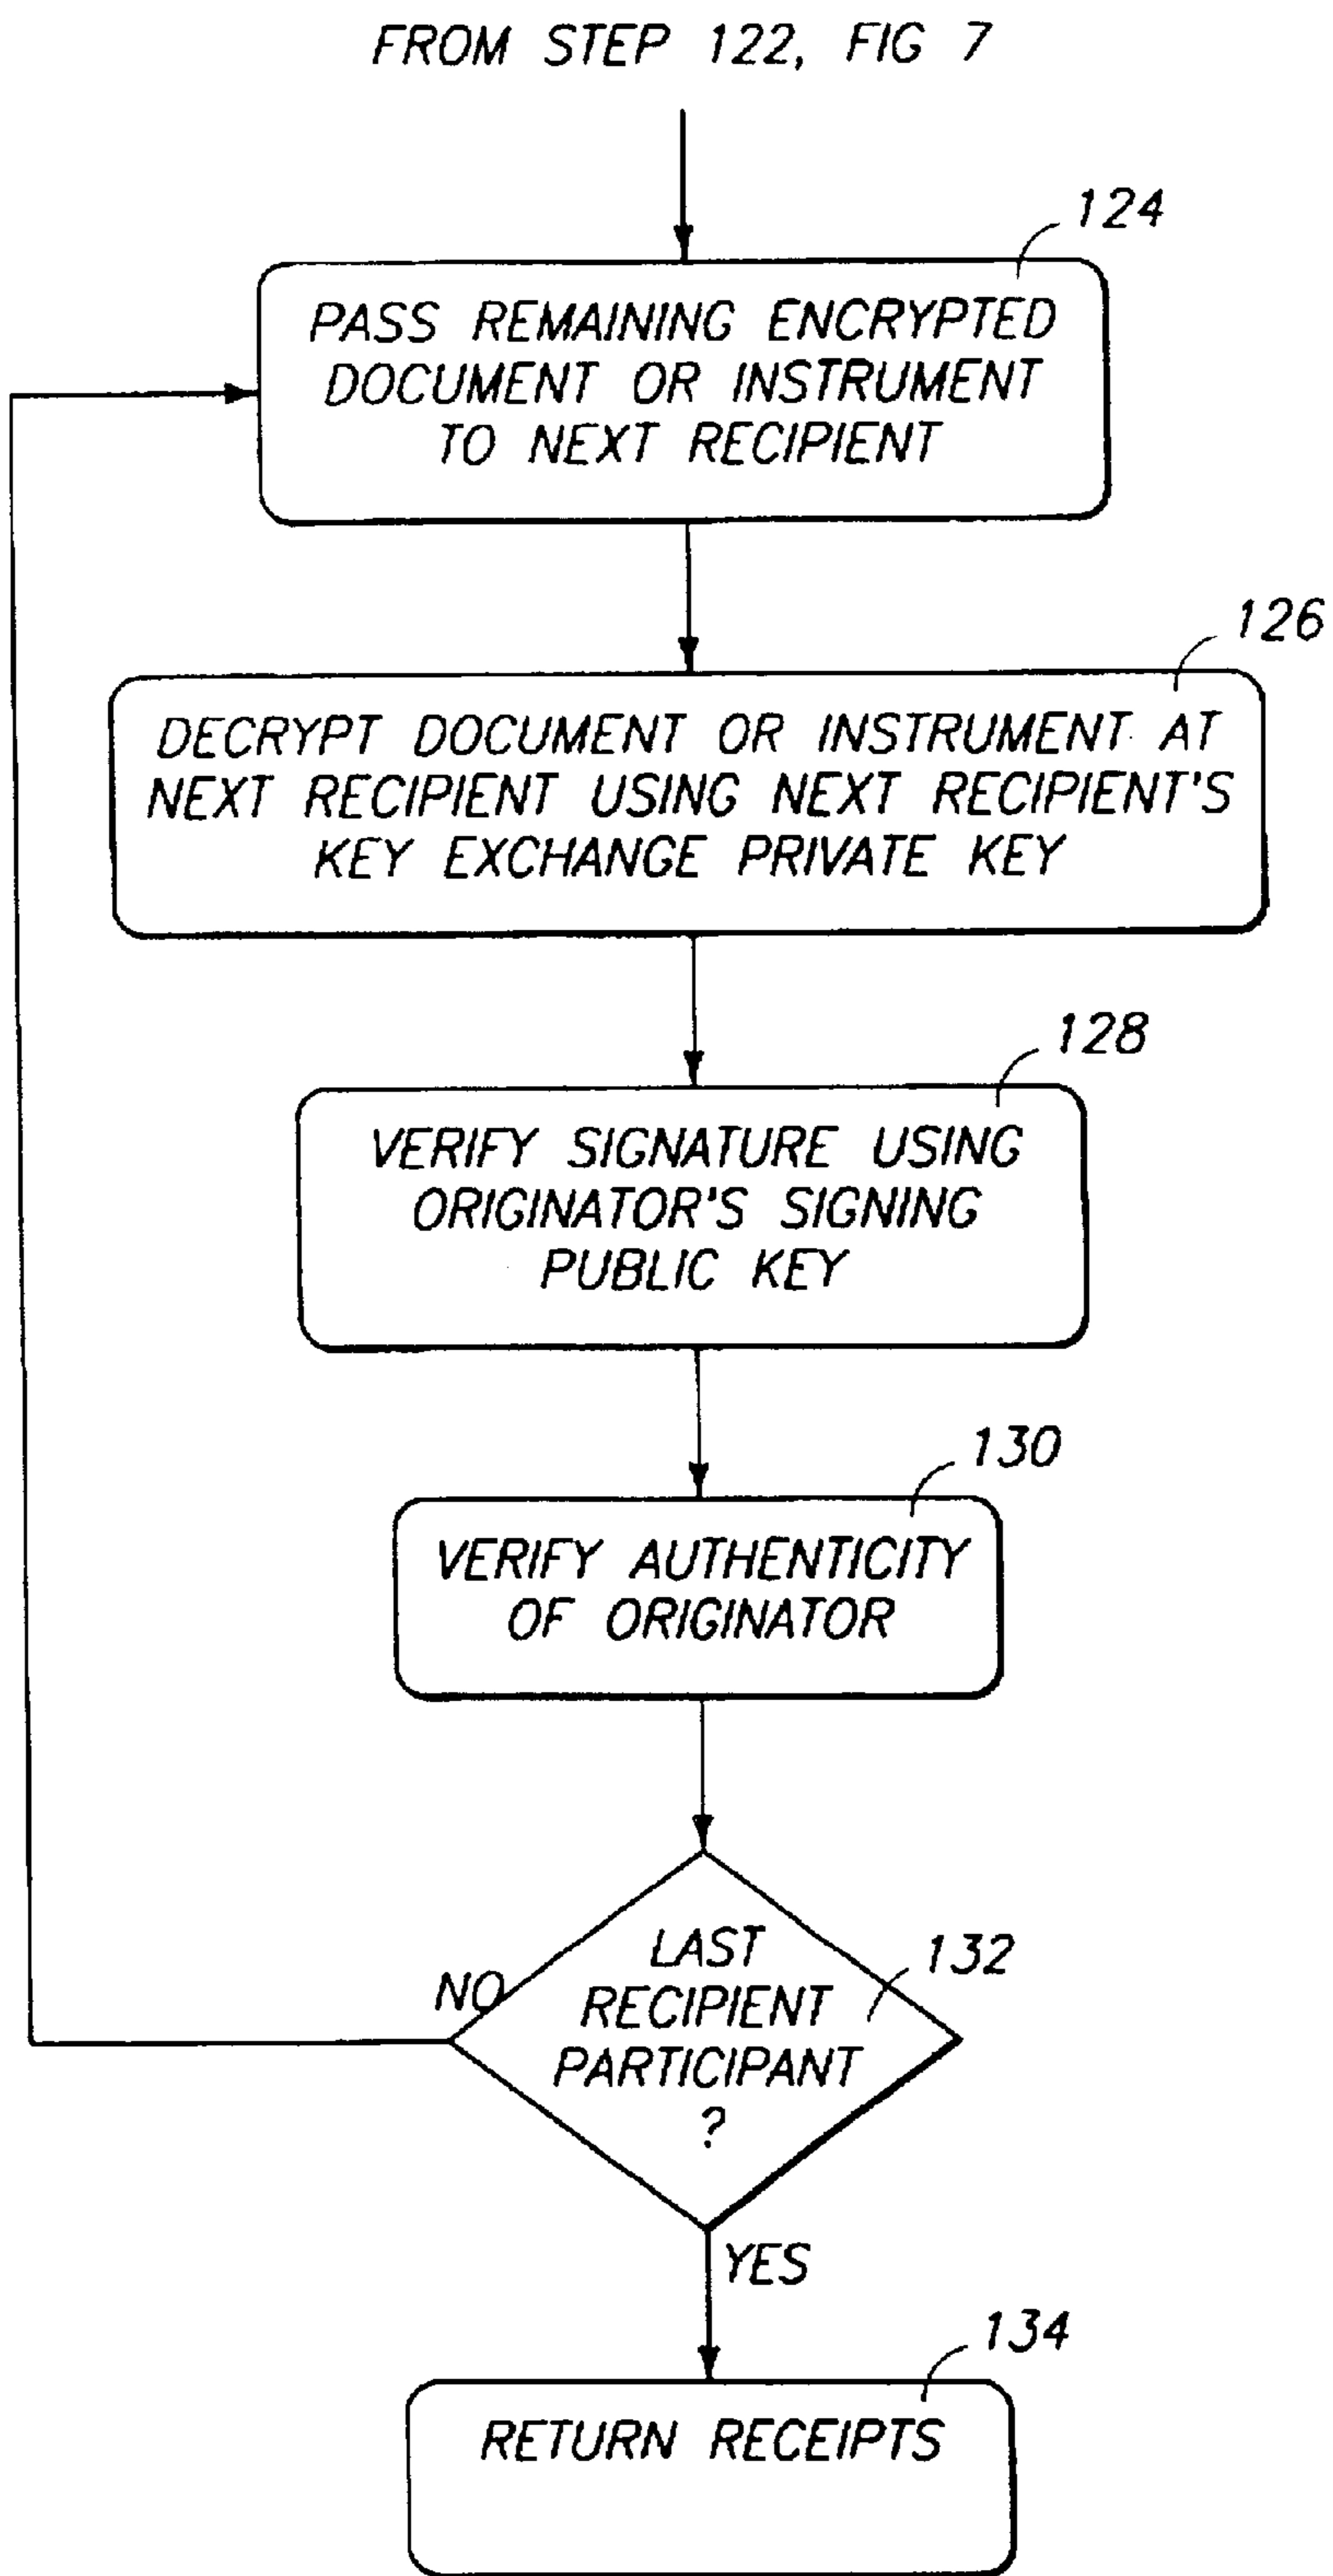 FROM STEP 122, FIG 7
124
PASS REMAINING ENCRYPTED
DOCUMENT OR INSTRUMENT
TO NEXT RECIPIENT
126
DECRYPT DOCUMENT OR INSTRUMENT AT
NEXT RECIPIENT USING NEXT RECIPIENT'S
KEY EXCHANGE PRIVATE KEY
128
VERIFY SIGNATURE USING
ORIGINATOR'S SIGNING
PUBLIC KEY
130
VERIFY AUTHENTICITY
OF ORIGINATOR
132
LAST
RECIPIENT
PARTICIPANT
?
NO
YES
134
RETURN RECEIPTS